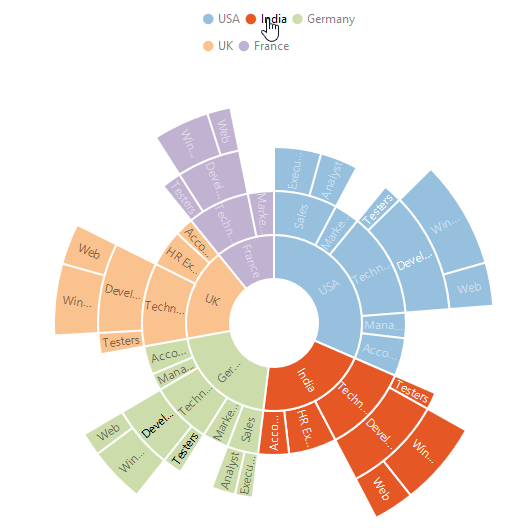 USA
India
Germany
UK
France
USA
Sales
Execu...
Analyst
Marke...
Techn...
Testers
Devel...
Win...
Web
Mana...
Acco...
India
Techn...
Testers
Devel...
Win...
Web
HR Ex...
Acco...
Ger...
Sales
Execu...
Analyst
Marke...
Techn...
Testers
Devel...
Win...
Web
Mana...
Acco...
UK
Techn...
Testers
Devel...
Win...
Web
HR Ex...
Acco...
France
Techn...
Testers
Devel...
Win...
Web
Marke...